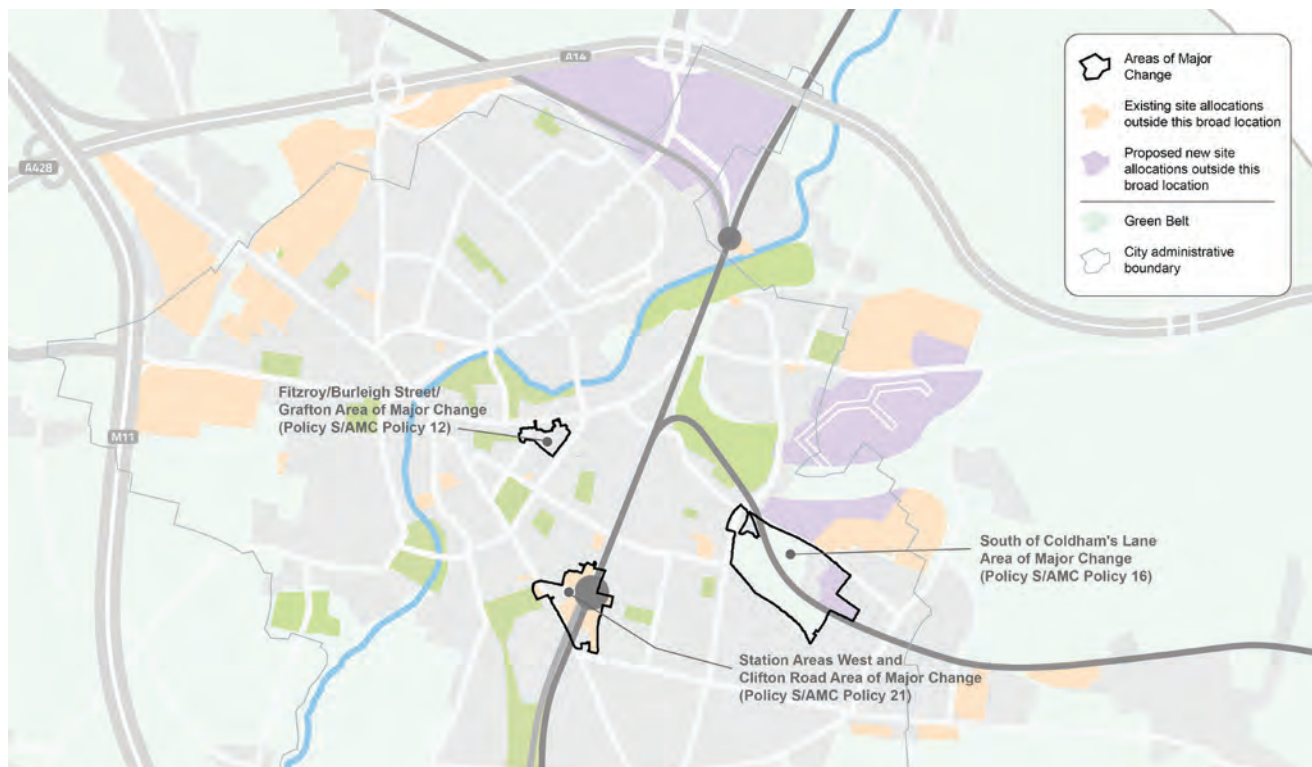 A14
A428
M11
Fitzroy/Burleigh Street/
Grafton Area of Major Change
(Policy S/AMC Policy 12)
South of Coldham's Lane
Area of Major Change
(Policy S/AMC Policy 16)
Station Areas West and
Clifton Road Area of Major Change
(Policy S/AMC Policy 21)
Areas of Major
Change
Existing site allocations
outside this broad location
Proposed new site
allocations outside this
broad location
Green Belt
City administrative
boundary